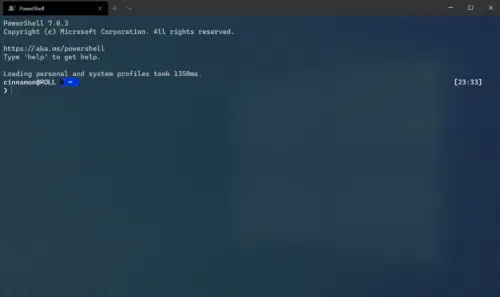 PowerShell
PowerShell 7.0.3
Copyright (c) Microsoft Corporation. All rights reserved.
https://aka.ms/powershell
Type 'help' to get help.
Loading personal and system profiles took 1350ms.
cinnamon@ROLL ~ [23:33]
❯